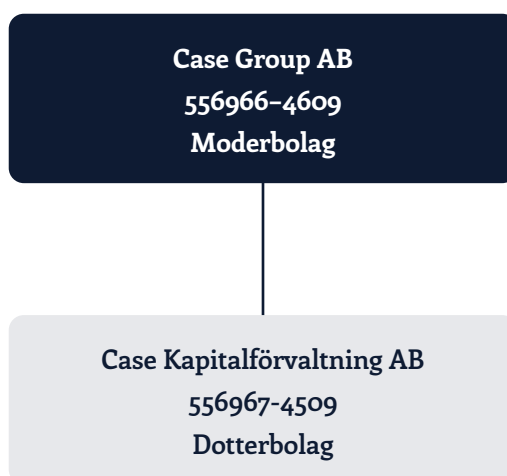 Case Group AB
556966–4609
Moderbolag
Case Kapitalförvaltning AB
556967-4509
Dotterbolag